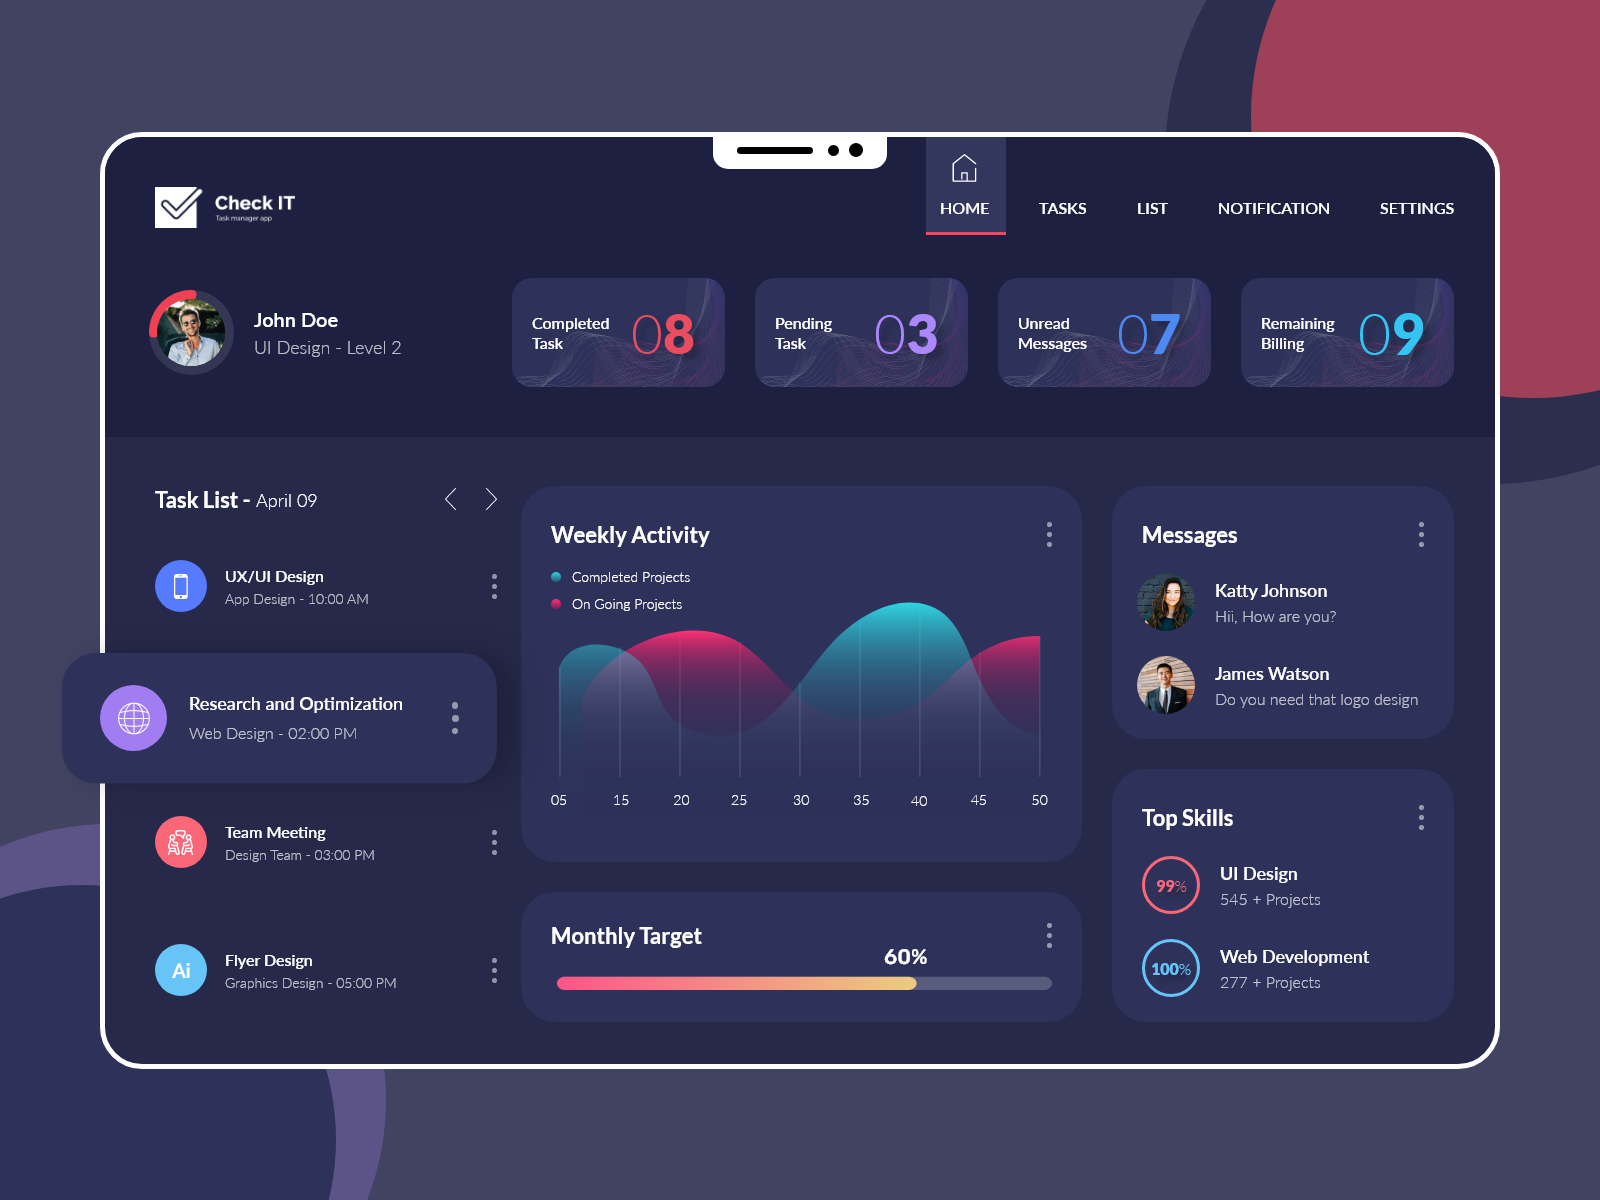 Check IT
Task manager app
HOME
TASKS
LIST
NOTIFICATION
SETTINGS
John Doe
UI Design - Level 2
Completed
Task
08
Pending
Task
03
Unread
Messages
07
Remaining
Billing
09
Task List - April 09
UX/UI Design
App Design - 10:00 AM
Research and Optimization
Web Design - 02:00 PM
Team Meeting
Design Team - 03:00 PM
Ai
Flyer Design
Graphics Design - 05:00 PM
Weekly Activity
Completed Projects
On Going Projects
05 15 20 25 30 35 40 45 50
Monthly Target
60%
Messages
Katty Johnson
Hii, How are you?
James Watson
Do you need that logo design
Top Skills
99%
UI Design
545 + Projects
100%
Web Development
277 + Projects